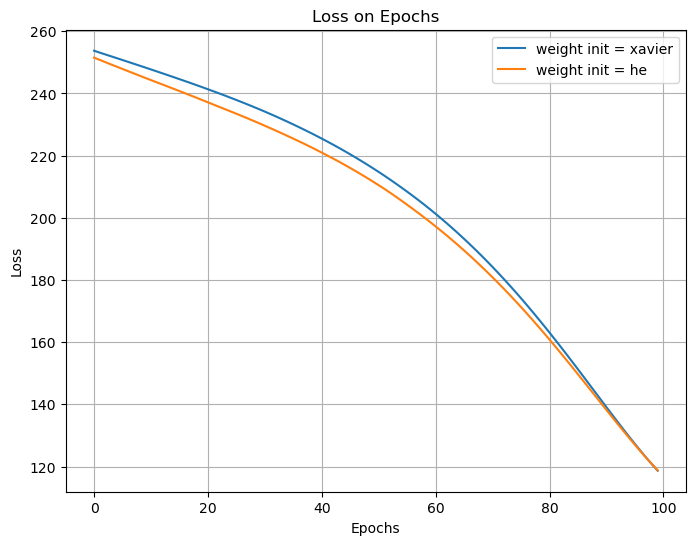 Loss on Epochs
weight init = xavier
weight init = he
260
240
220
200
180
160
140
120
Loss
0
20
40
60
80
100
Epochs